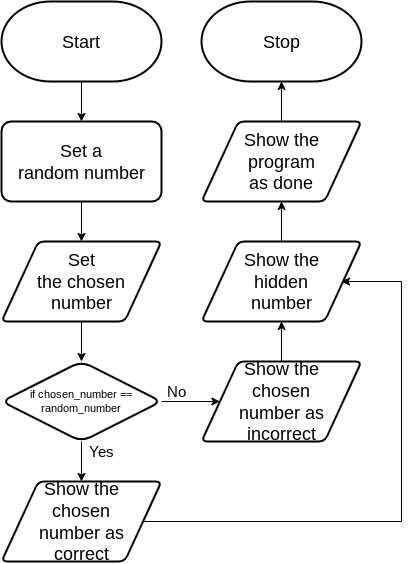 Start
Set a
random number
Set
the chosen
number
if chosen_number ==
random_number
No
Yes
Show the
chosen
number as
correct
Show the
chosen
number as
incorrect
Show the
hidden
number
Show the
program
as done
Stop